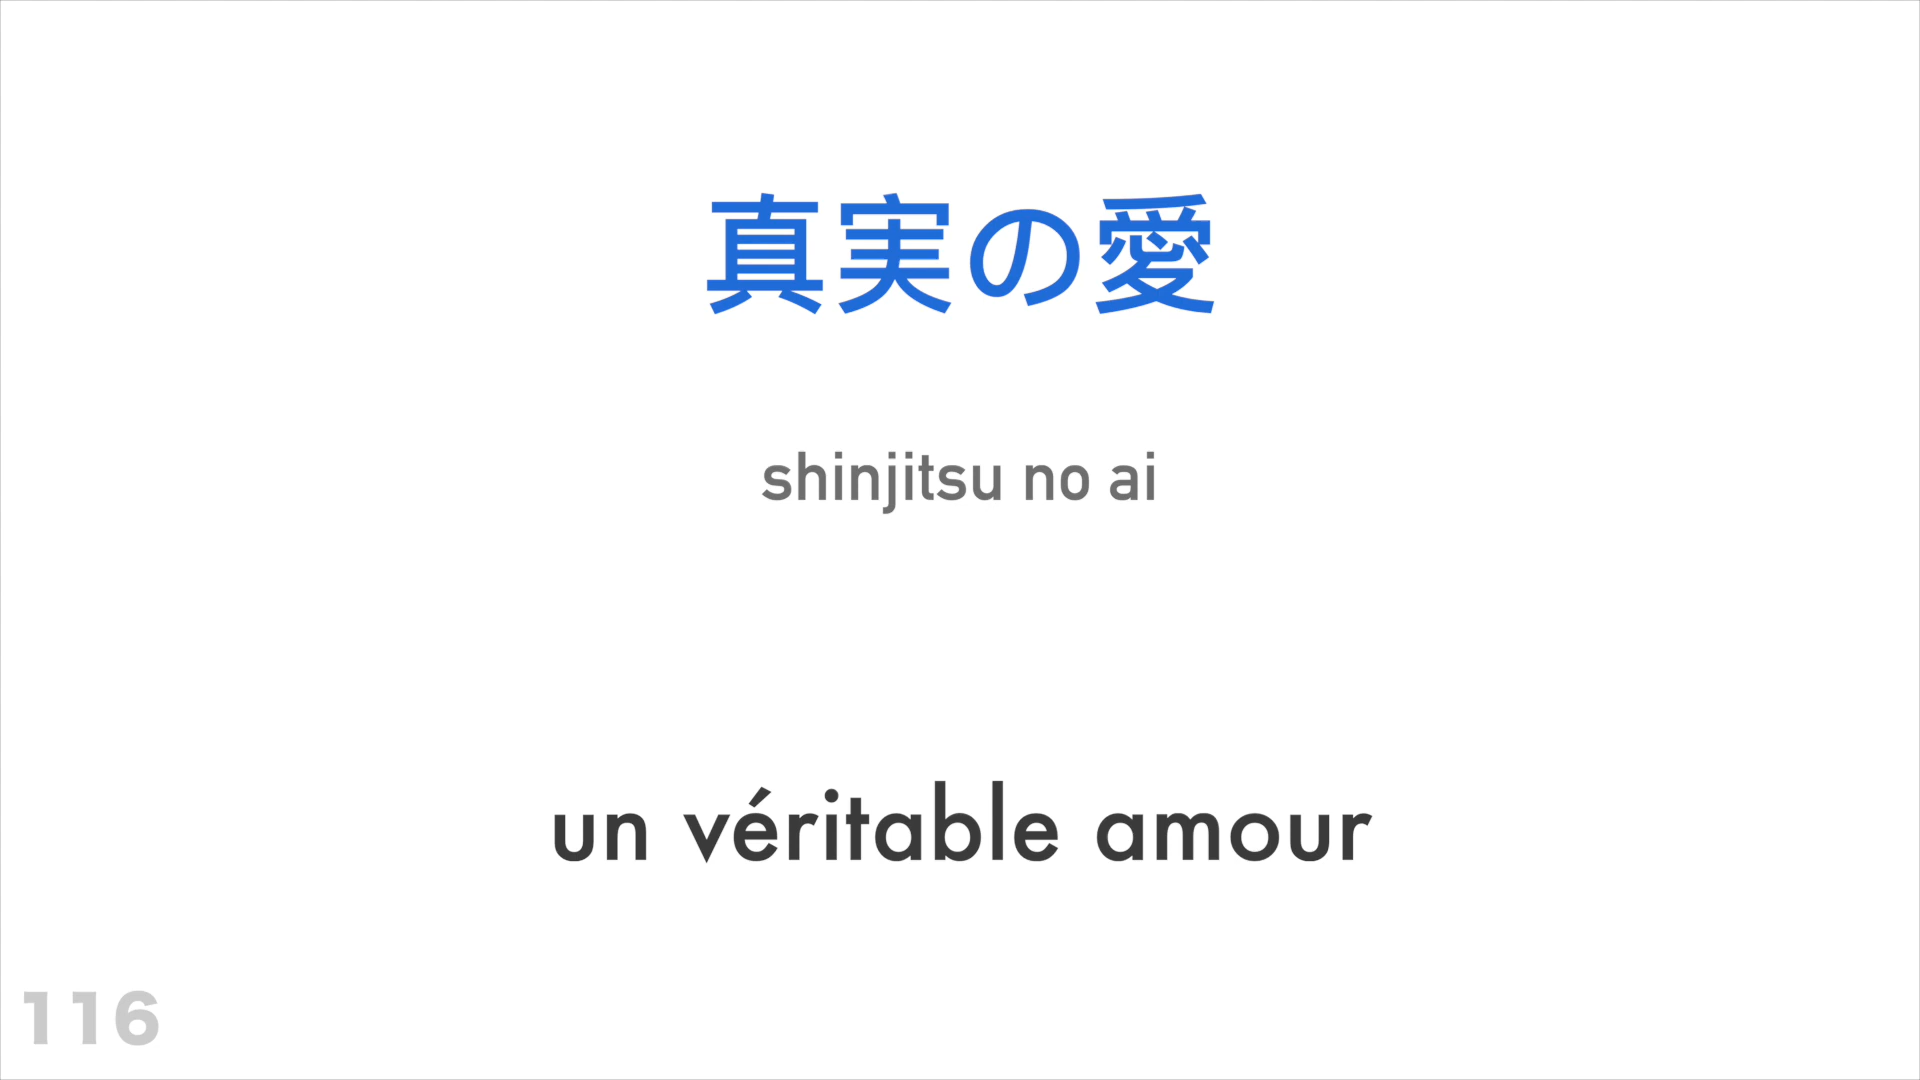 真実の愛
shinjitsu no ai
un véritable amour
116